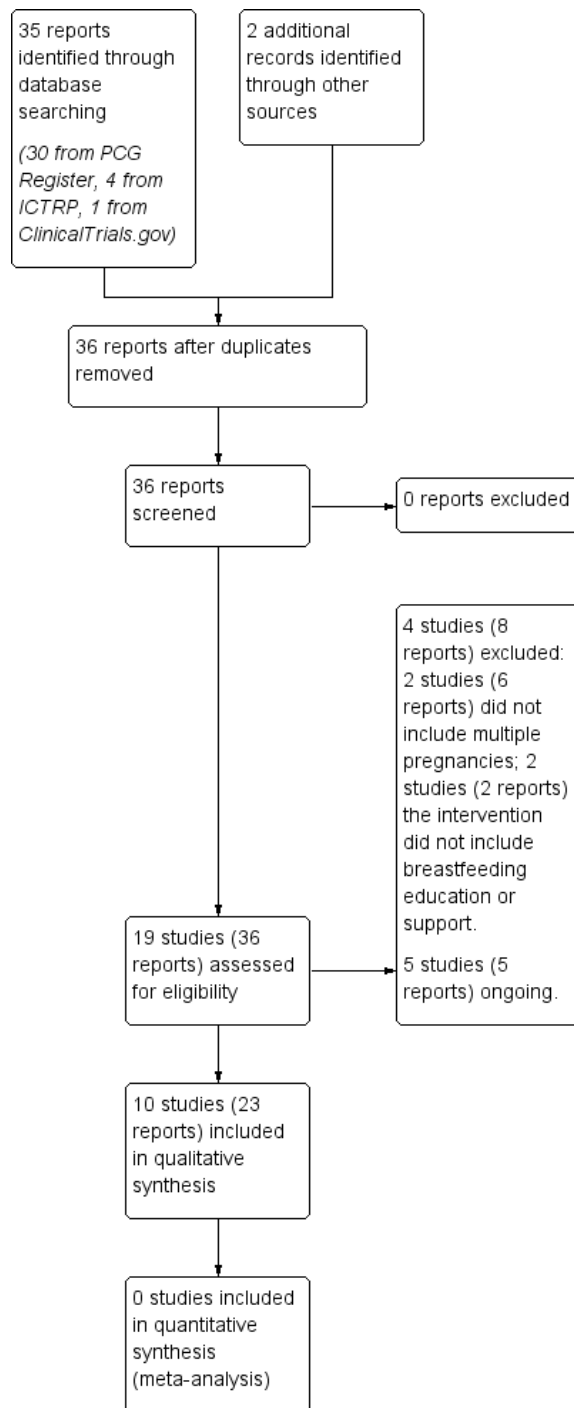 35 reports
identified through
database
searching
(30 from PCG
Register, 4 from
ICTRP, 1 from
ClinicalTrials.gov)
2 additional
records identified
through other
sources
36 reports after duplicates
removed
36 reports
screened
0 reports excluded
4 studies (8
reports) excluded:
2 studies (6
reports) did not
include multiple
pregnancies; 2
studies (2 reports)
the intervention
did not include
breastfeeding
education or
support.
5 studies (5
reports) ongoing.
19 studies (36
reports) assessed
for eligibility
10 studies (23
reports) included
in qualitative
synthesis
0 studies included
in quantitative
synthesis
(meta-analysis)